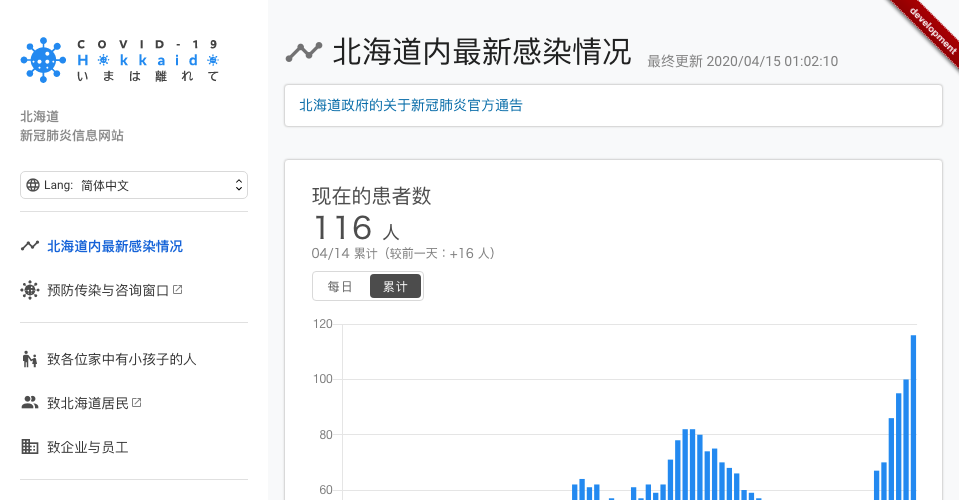 COVID-19
Hokkaido
いまは離れて
北海道
新冠肺炎信息网站
Lang: 简体中文
北海道内最新感染情况
预防传染与咨询窗口
致各位家中有小孩子的人
致北海道居民
致企业与员工
北海道内最新感染情况 最终更新 2020/04/15 01:02:10
development
北海道政府的关于新冠肺炎官方通告
现在的患者数
116 人
04/14 累计（较前一天：+16 人）
每日 累计
120
100
80
60